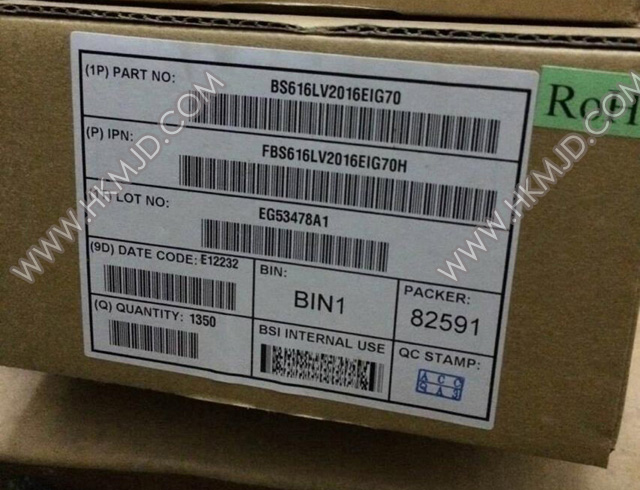 (1P) PART NO:
BS616LV2016EIG70
(P) IPN:
FBS616LV2016EIG70H
LOT NO:
EG53478A1
(9D) DATE CODE: E12232
BIN:
BIN1
PACKER:
82591
(Q) QUANTITY: 1350
BSI INTERNAL USE
QC STAMP:
WWW.HKMJD.COM
WWW.HKMJD.COM